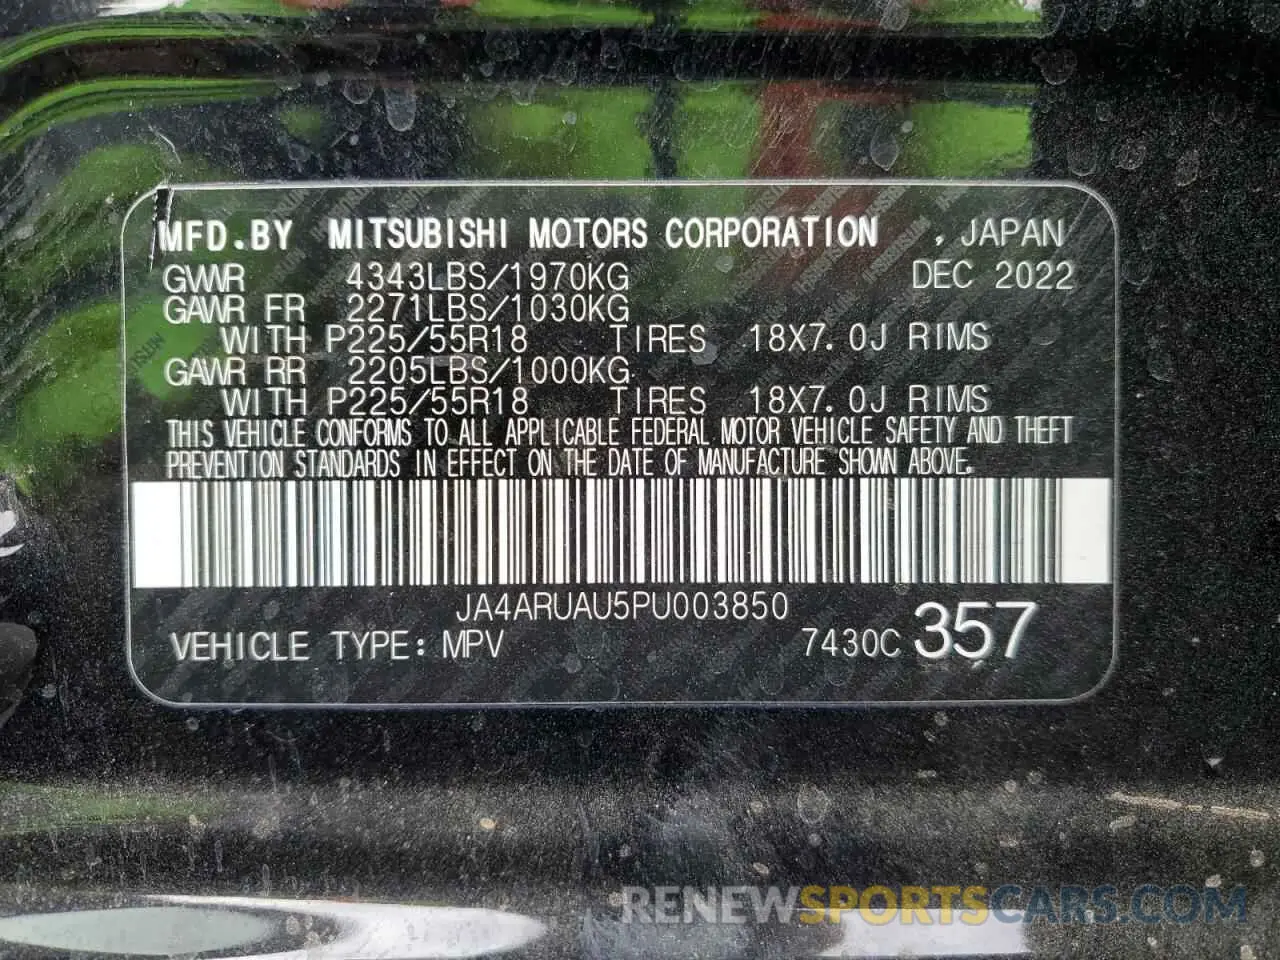 MFD.BY MITSUBISHI MOTORS CORPORATION , JAPAN
GVWR 4343LBS/1970KG DEC 2022
GAWR FR 2271LBS/1030KG
WITH P225/55R18 TIRES 18X7.0J RIMS
GAWR RR 2205LBS/1000KG
WITH P225/55R18 TIRES 18X7.0J RIMS
THIS VEHICLE CONFORMS TO ALL APPLICABLE FEDERAL MOTOR VEHICLE SAFETY AND THEFT
PREVENTION STANDARDS IN EFFECT ON THE DATE OF MANUFACTURE SHOWN ABOVE.
JA4ARUAU5PU003850
VEHICLE TYPE: MPV 7430C 357
RENEWSPORTSCARS.COM